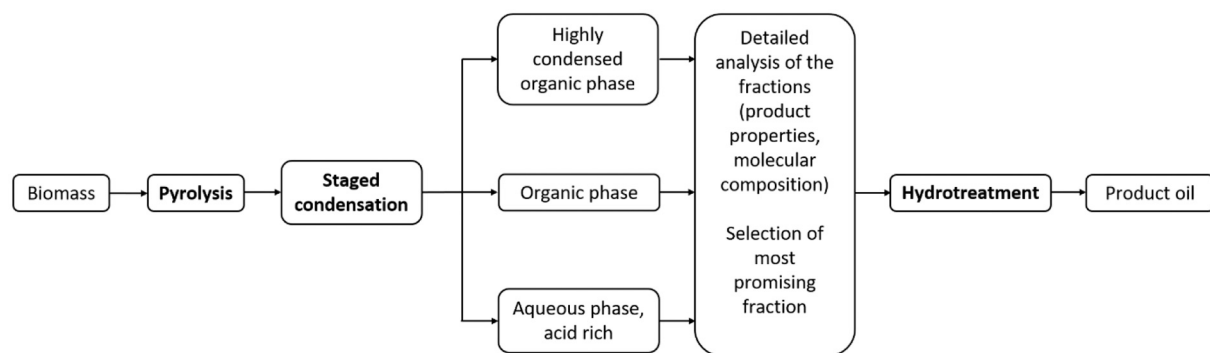 Biomass
Pyrolysis
Staged
condensation
Highly
condensed
organic phase
Organic phase
Aqueous phase,
acid rich
Detailed
analysis of the
fractions
(product
properties,
molecular
composition)
Selection of
most
promising
fraction
Hydrotreatment
Product oil